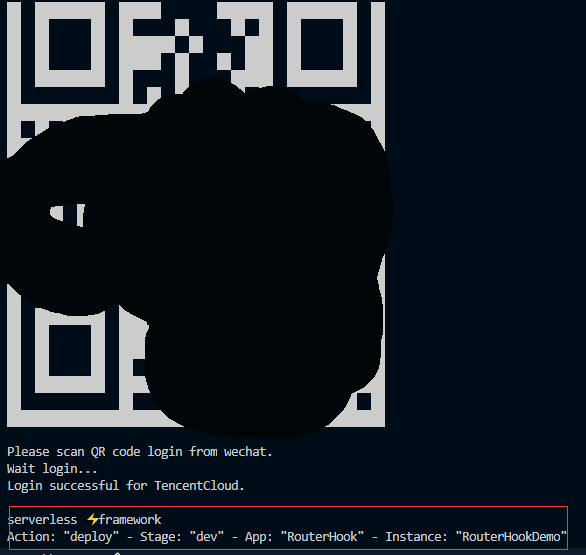 Please scan QR code login from wechat.
Wait login...
Login successful for TencentCloud.
serverless ⚡framework
Action: "deploy" - Stage: "dev" - App: "RouterHook" - Instance: "RouterHookDemo"